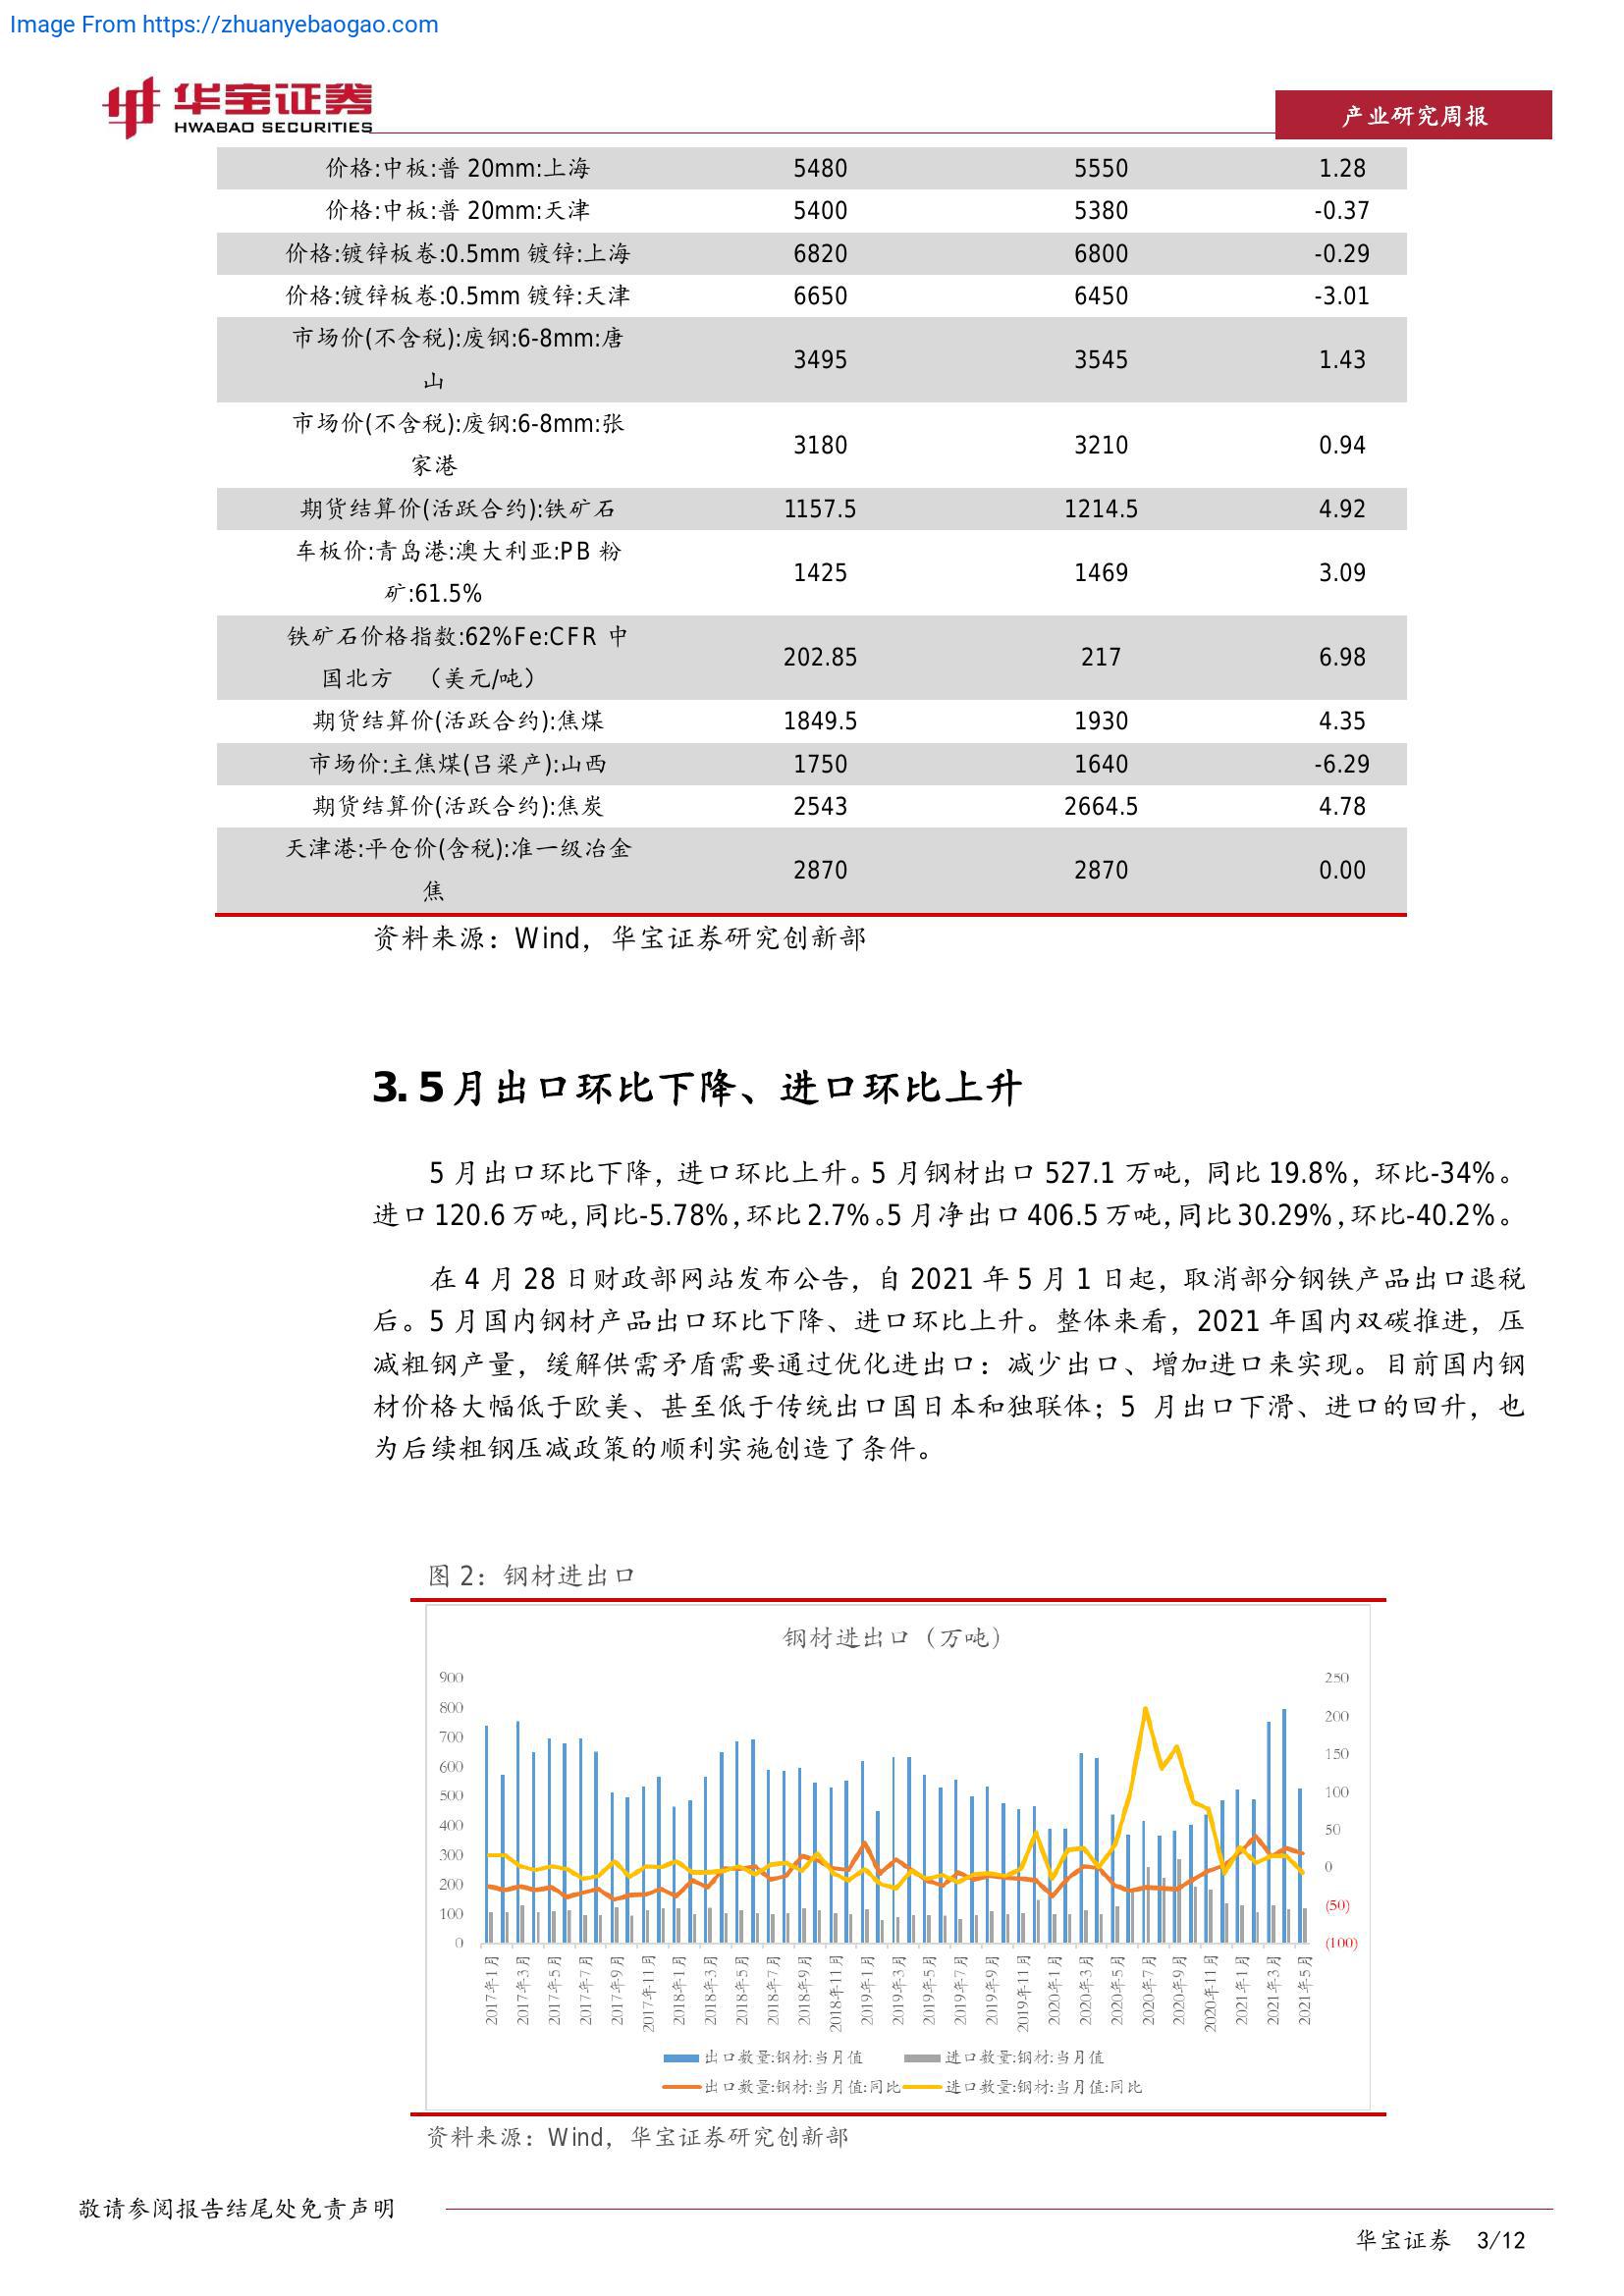 Image From https://zhuanyebaogao.com
华宝证券
HWABAO SECURITIES
产业研究周报
价格:中板:普 20mm:上海 5480 5550 1.28
价格:中板:普 20mm:天津 5400 5380 -0.37
价格:镀锌板卷:0.5mm 镀锌:上海 6820 6800 -0.29
价格:镀锌板卷:0.5mm 镀锌:天津 6650 6450 -3.01
市场价(不含税):废钢:6-8mm:唐
山 3495 3545 1.43
市场价(不含税):废钢:6-8mm:张
家港 3180 3210 0.94
期货结算价(活跃合约):铁矿石 1157.5 1214.5 4.92
车板价:青岛港:澳大利亚:PB 粉
矿:61.5% 1425 1469 3.09
铁矿石价格指数:62%Fe:CFR 中
国北方 （美元/吨） 202.85 217 6.98
期货结算价(活跃合约):焦煤 1849.5 1930 4.35
市场价:主焦煤(吕梁产):山西 1750 1640 -6.29
期货结算价(活跃合约):焦炭 2543 2664.5 4.78
天津港:平仓价(含税):准一级冶金
焦 2870 2870 0.00
资料来源：Wind，华宝证券研究创新部
3. 5 月出口环比下降、进口环比上升
5 月出口环比下降，进口环比上升。5 月钢材出口 527.1 万吨，同比 19.8%，环比-34%。
进口 120.6 万吨，同比-5.78%，环比 2.7%。5 月净出口 406.5 万吨，同比 30.29%，环比-40.2%。
在 4 月 28 日财政部网站发布公告，自 2021 年 5 月 1 日起，取消部分钢铁产品出口退税
后。5 月国内钢材产品出口环比下降、进口环比上升。整体来看，2021 年国内双碳推进，压
减粗钢产量，缓解供需矛盾需要通过优化进出口：减少出口、增加进口来实现。目前国内钢
材价格大幅低于欧美、甚至低于传统出口国日本和独联体；5 月出口下滑、进口的回升，也
为后续粗钢压减政策的顺利实施创造了条件。
图 2：钢材进出口
钢材进出口（万吨）
900 250
800 200
700 150
600 100
500 50
400 0
300 (50)
200 (100)
100
0
2017年1月 2017年3月 2017年5月 2017年7月 2017年9月 2017年11月 2018年1月 2018年3月 2018年5月 2018年7月 2018年9月 2018年11月 2019年1月 2019年3月 2019年5月 2019年7月 2019年9月 2019年11月 2020年1月 2020年3月 2020年5月 2020年7月 2020年9月 2020年11月 2021年1月 2021年3月 2021年5月
出口数量:钢材:当月值 进口数量:钢材:当月值
出口数量:钢材:当月值:同比 进口数量:钢材:当月值:同比
资料来源：Wind，华宝证券研究创新部
敬请参阅报告结尾处免责声明
华宝证券 3/12